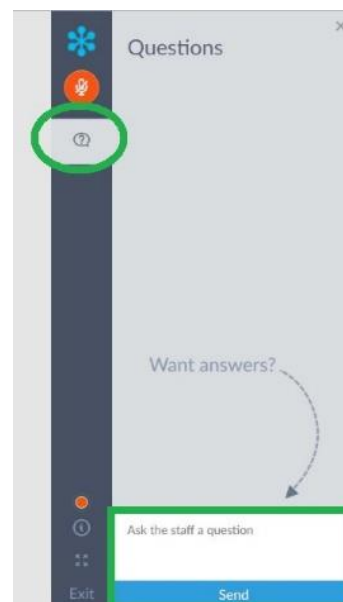 Questions
Want answers?
Ask the staff a question
Exit
Send